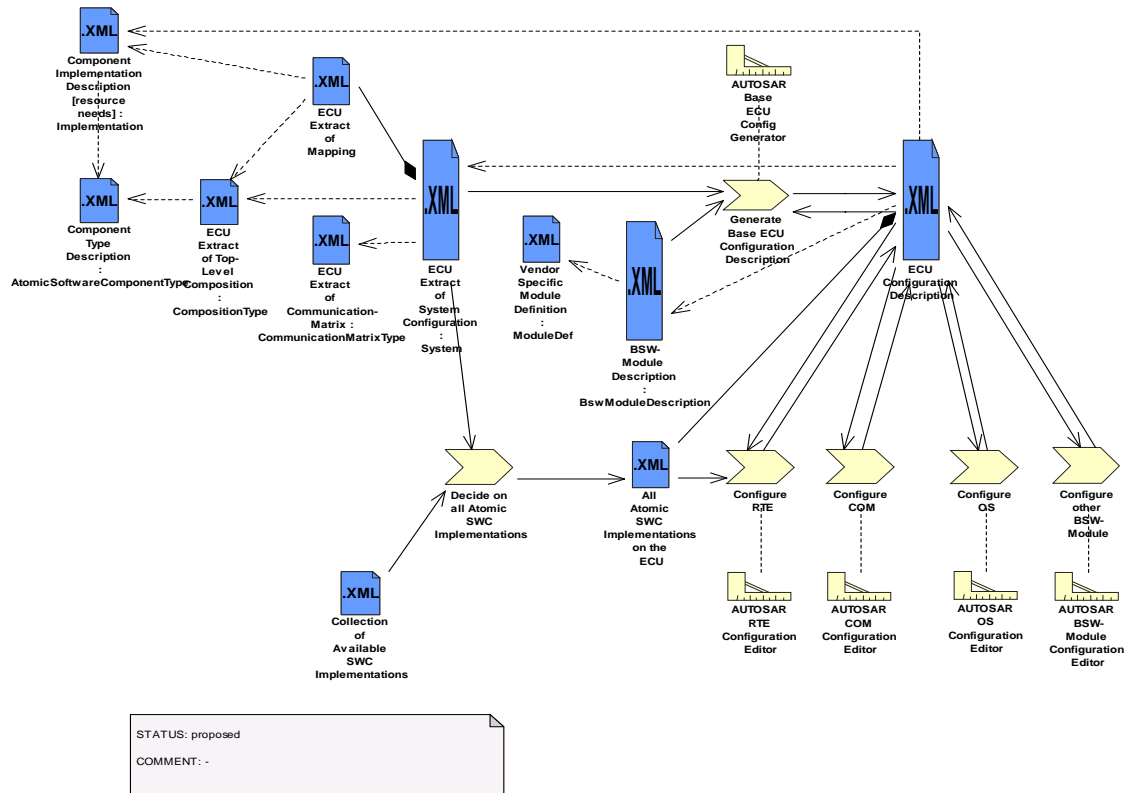 .XML
Component
Implementation
Description
[resource
needs] :
Implementation
.XML
ECU
Extract
of
Mapping
AUTOSAR
Base
ECU
Config
Generator
.XML
Component
Type
Description
:
AtomicSoftwareComponentType
.XML
ECU
Extract
of Top-
Level
Composition
:
CompositionType
.XML
ECU
Extract
of
Communication-
Matrix :
CommunicationMatrixType
.XML
ECU
Extract
of
System
Configuration
:
System
.XML
Vendor
Specific
Module
Definition
:
ModuleDef
.XML
BSW-
Module
Description
:
BswModuleDescription
Generate
Base ECU
Configuration
Description
.XML
ECU
Configuration
Description
Decide on
all Atomic
SWC
Implementations
.XML
All
Atomic
SWC
Implementations
on the
ECU
Configure
RTE
Configure
COM
Configure
OS
Configure
other
BSW-
Module
.XML
Collection
of
Available
SWC
Implementations
AUTOSAR
RTE
Configuration
Editor
AUTOSAR
COM
Configuration
Editor
AUTOSAR
OS
Configuration
Editor
AUTOSAR
BSW-
Module
Configuration
Editor
STATUS: proposed
COMMENT: -